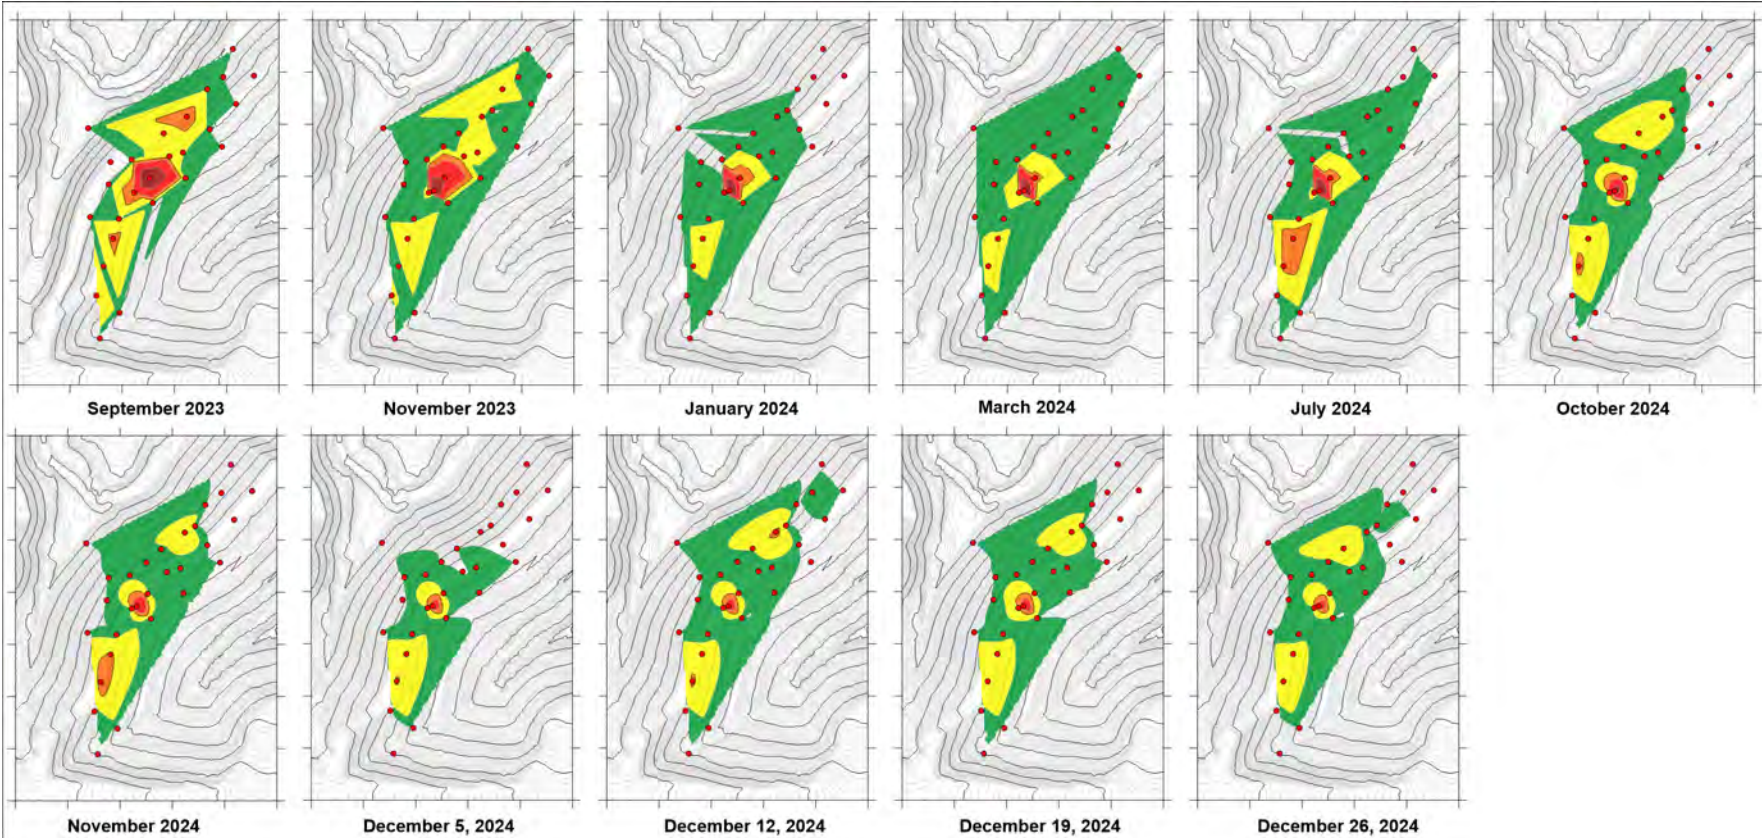 September 2023
November 2023
January 2024
March 2024
July 2024
October 2024
November 2024
December 5, 2024
December 12, 2024
December 19, 2024
December 26, 2024